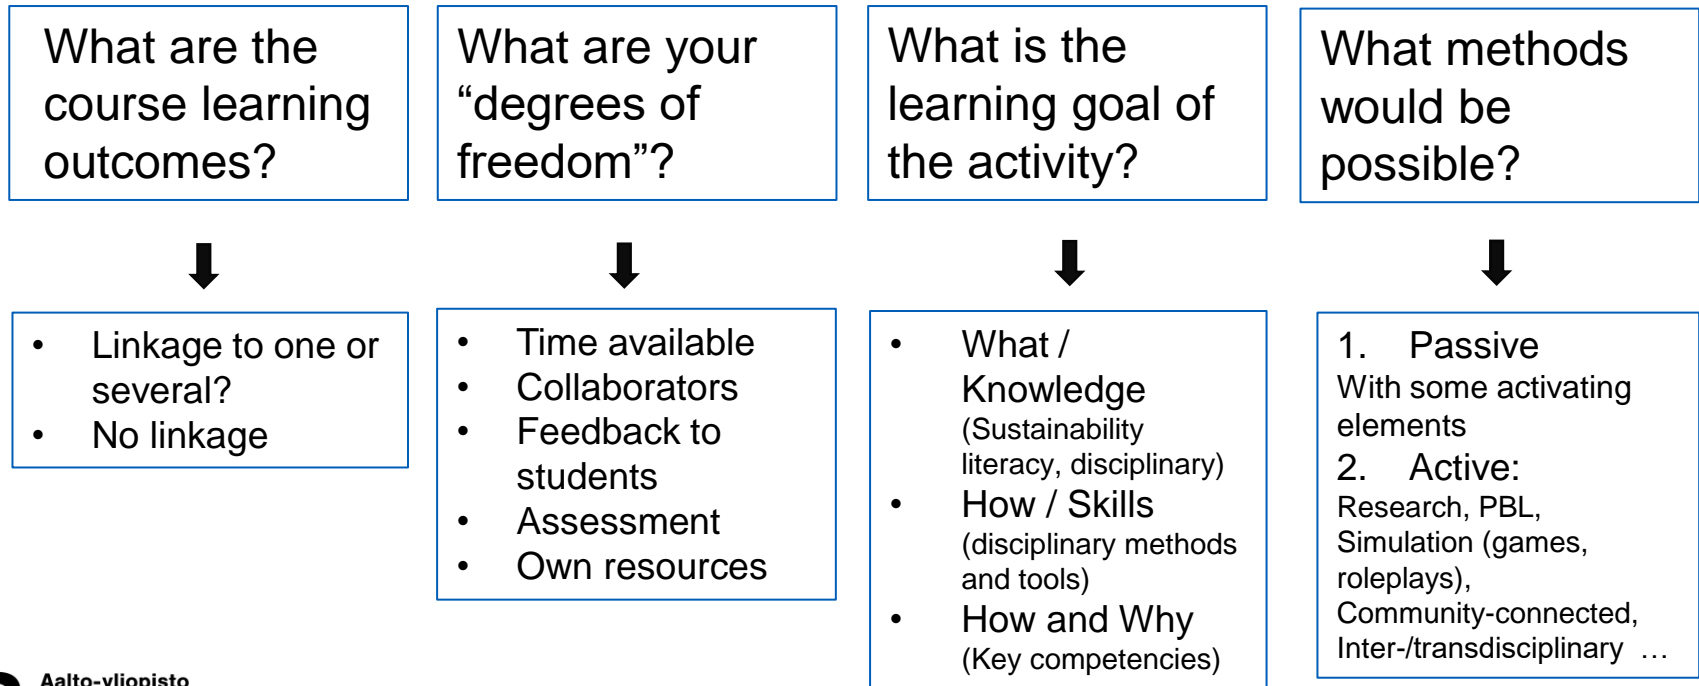 What are the
course learning
outcomes?
What are your
“degrees of
freedom”?
What is the
learning goal of
the activity?
What methods
would be
possible?
• Linkage to one or
several?
• No linkage
• Time available
• Collaborators
• Feedback to
students
• Assessment
• Own resources
• What /
Knowledge
(Sustainability
literacy, disciplinary)
• How / Skills
(disciplinary methods
and tools)
• How and Why
(Key competencies)
1. Passive
With some activating
elements
2. Active:
Research, PBL,
Simulation (games,
roleplays),
Community-connected,
Inter-/transdisciplinary …
Aalto-yliopisto